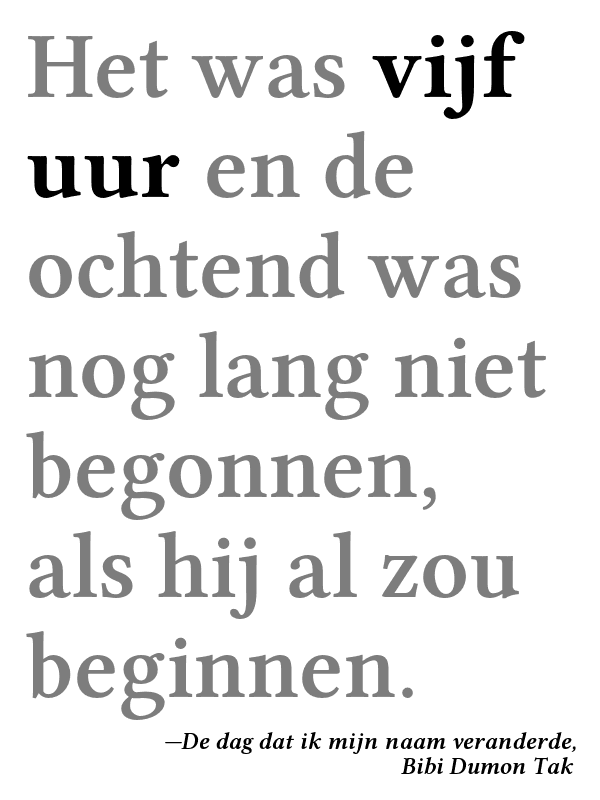 Het was vijf
uur en de
ochtend was
nog lang niet
begonnen,
als hij al zou
beginnen.
—De dag dat ik mijn naam veranderde,
Bibi Dumon Tak